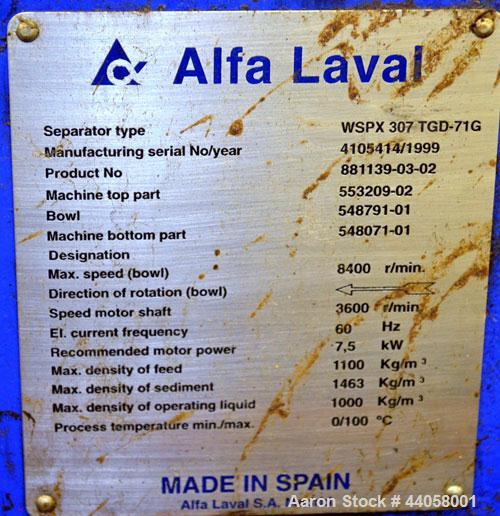 Alfa Laval
Separator type WSPX 307 TGD-71G
Manufacturing serial No/year 4105414/1999
Product No 881139-03-02
Machine top part 553209-02
Bowl 548791-01
Machine bottom part 548071-01
Designation
Max. speed (bowl) 8400 r/min.
Direction of rotation (bowl)
Speed motor shaft 3600 r/min.
El. current frequency 60 Hz
Recommended motor power 7,5 kW
Max. density of feed 1100 Kg/m³
Max. density of sediment 1463 Kg/m³
Max. density of operating liquid 1000 Kg/m³
Process temperature min./max. 0/100 °C
MADE IN SPAIN
Alfa Laval S.A.
Aaron Stock # 44058001